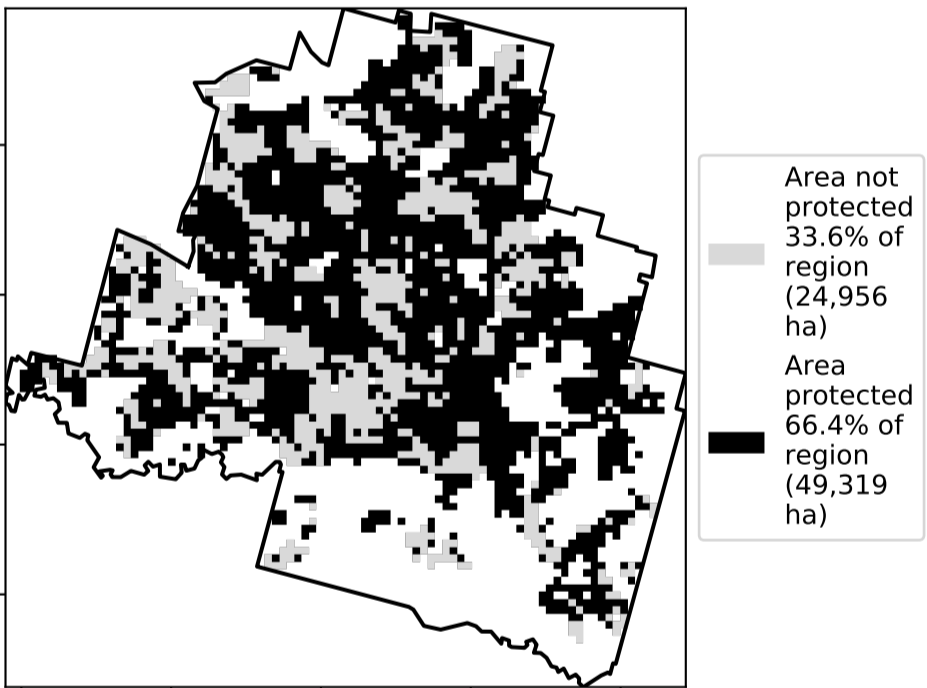 Area not
protected
33.6% of
region
(24,956
ha)
Area
protected
66.4% of
region
(49,319
ha)